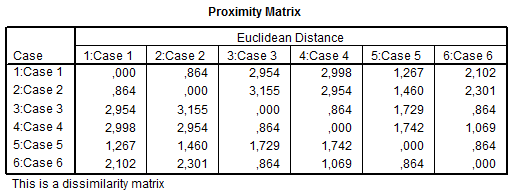 Proximity Matrix
Euclidean Distance
Case 1:Case 1 2:Case 2 3:Case 3 4:Case 4 5:Case 5 6:Case 6
1:Case 1 ,000 ,864 2,954 2,998 1,267 2,102
2:Case 2 ,864 ,000 3,155 2,954 1,460 2,301
3:Case 3 2,954 3,155 ,000 ,864 1,729 ,864
4:Case 4 2,998 2,954 ,864 ,000 1,742 1,069
5:Case 5 1,267 1,460 1,729 1,742 ,000 ,864
6:Case 6 2,102 2,301 ,864 1,069 ,864 ,000
This is a dissimilarity matrix